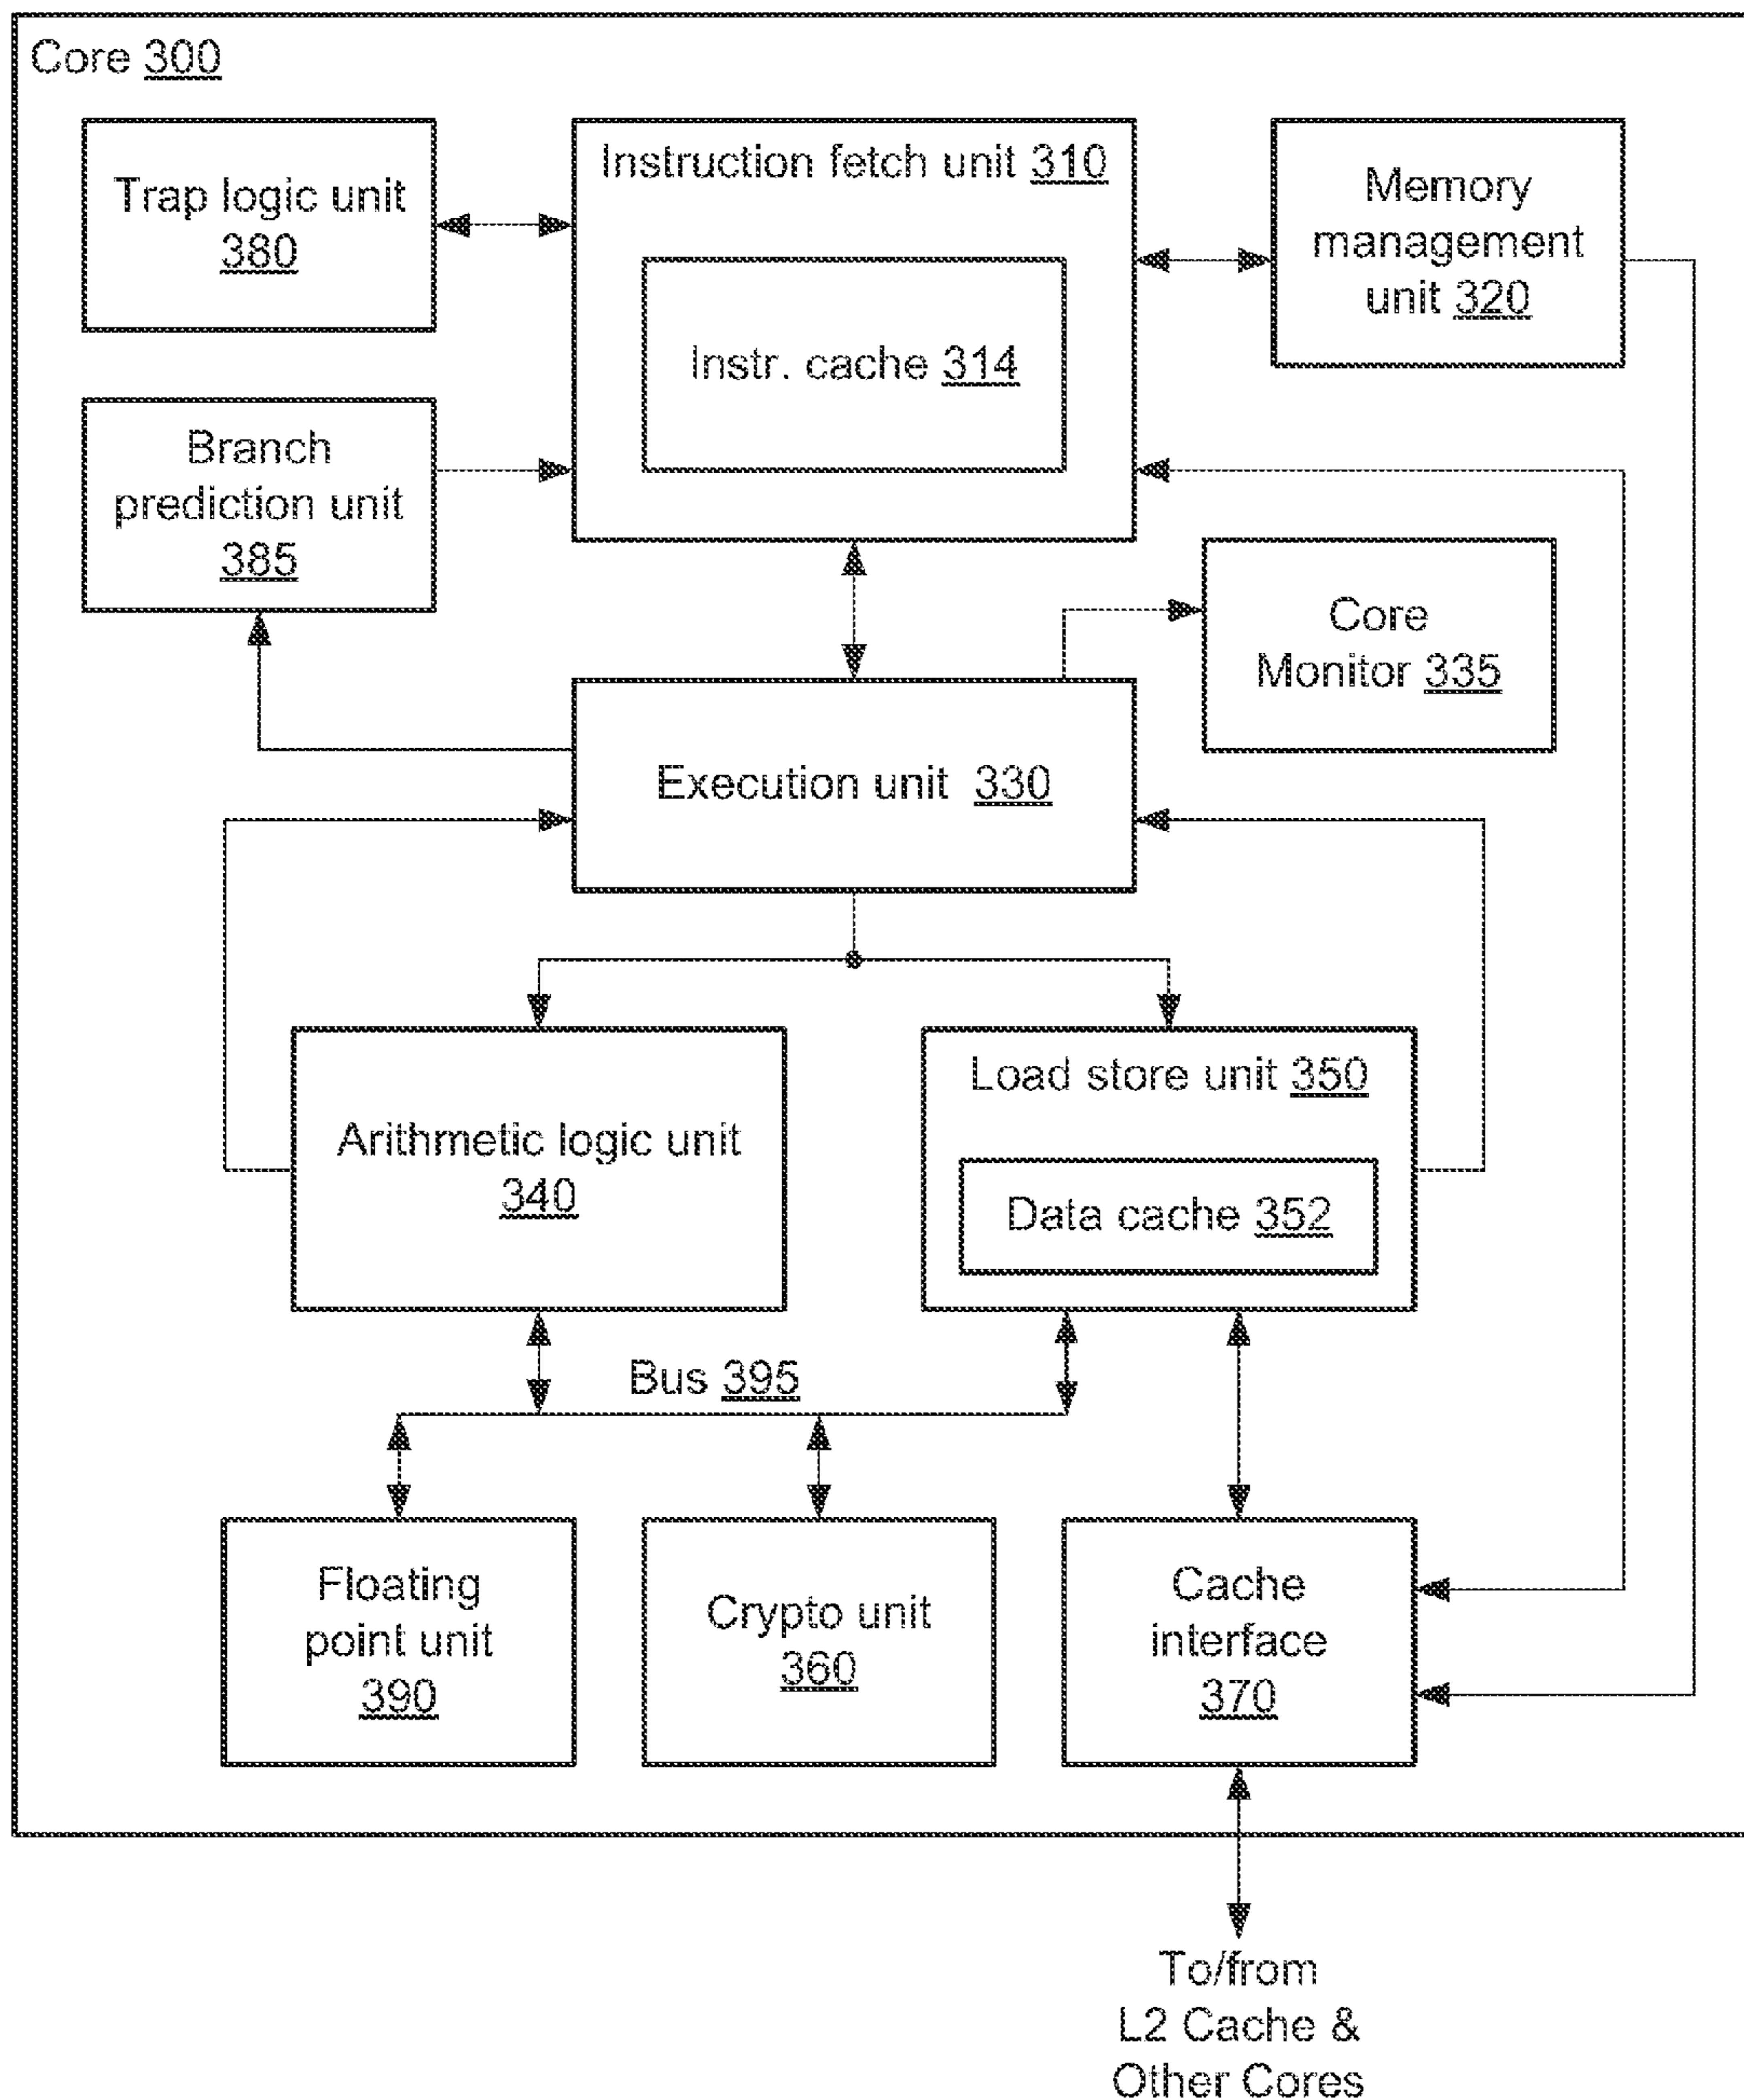 Core 300
Trap logic unit
380
Instruction fetch unit 310
Instr. cache 314
Memory
management
unit 320
Branch
prediction unit
385
Core
Monitor 335
Execution unit 330
Arithmetic logic unit
340
Load store unit 350
Data cache 352
Bus 395
Floating
point unit
390
Crypto unit
360
Cache
interface
370
To/from
L2 Cache &
Other Cores